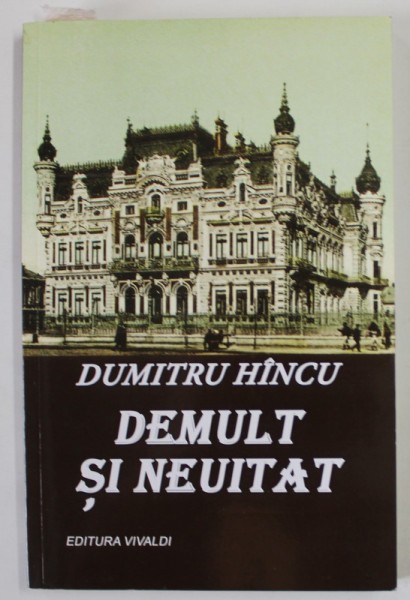 DUMITRU HÎNCU
DEMULT
ȘI NEUITAT
EDITURA VIVALDI